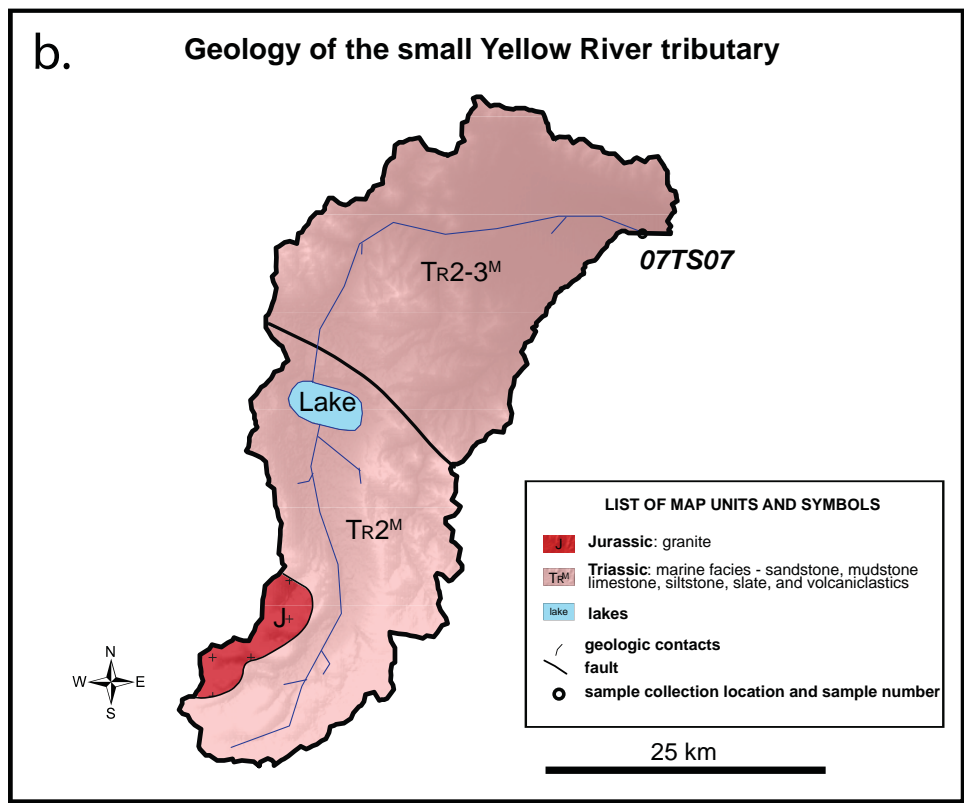 b.
Geology of the small Yellow River tributary
07TS07
TR2-3ᴹ
Lake
TR2ᴹ
J
N
W E
S
LIST OF MAP UNITS AND SYMBOLS
J Jurassic: granite
TRᴹ Triassic: marine facies - sandstone, mudstone
limestone, siltstone, slate, and volcaniclastics
lake lakes
geologic contacts
fault
sample collection location and sample number
25 km